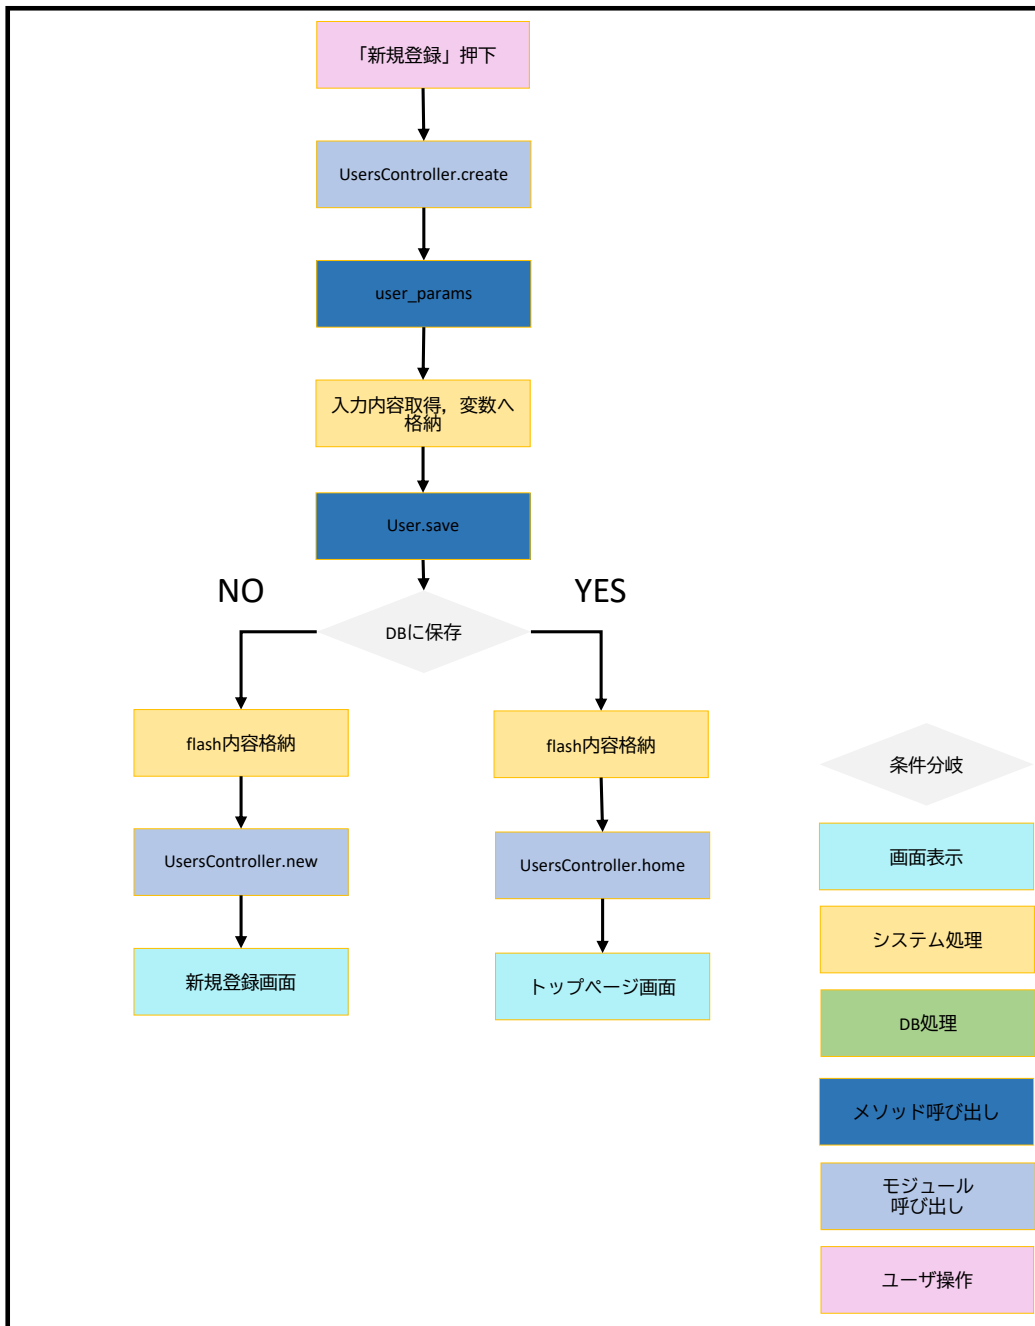 「新規登録」押下
UsersController.create
user_params
入力内容取得，変数へ
格納
User.save
NO
YES
DBに保存
flash内容格納
flash内容格納
UsersController.new
UsersController.home
新規登録画面
トップページ画面
条件分岐
画面表示
システム処理
DB処理
メソッド呼び出し
モジュール
呼び出し
ユーザ操作